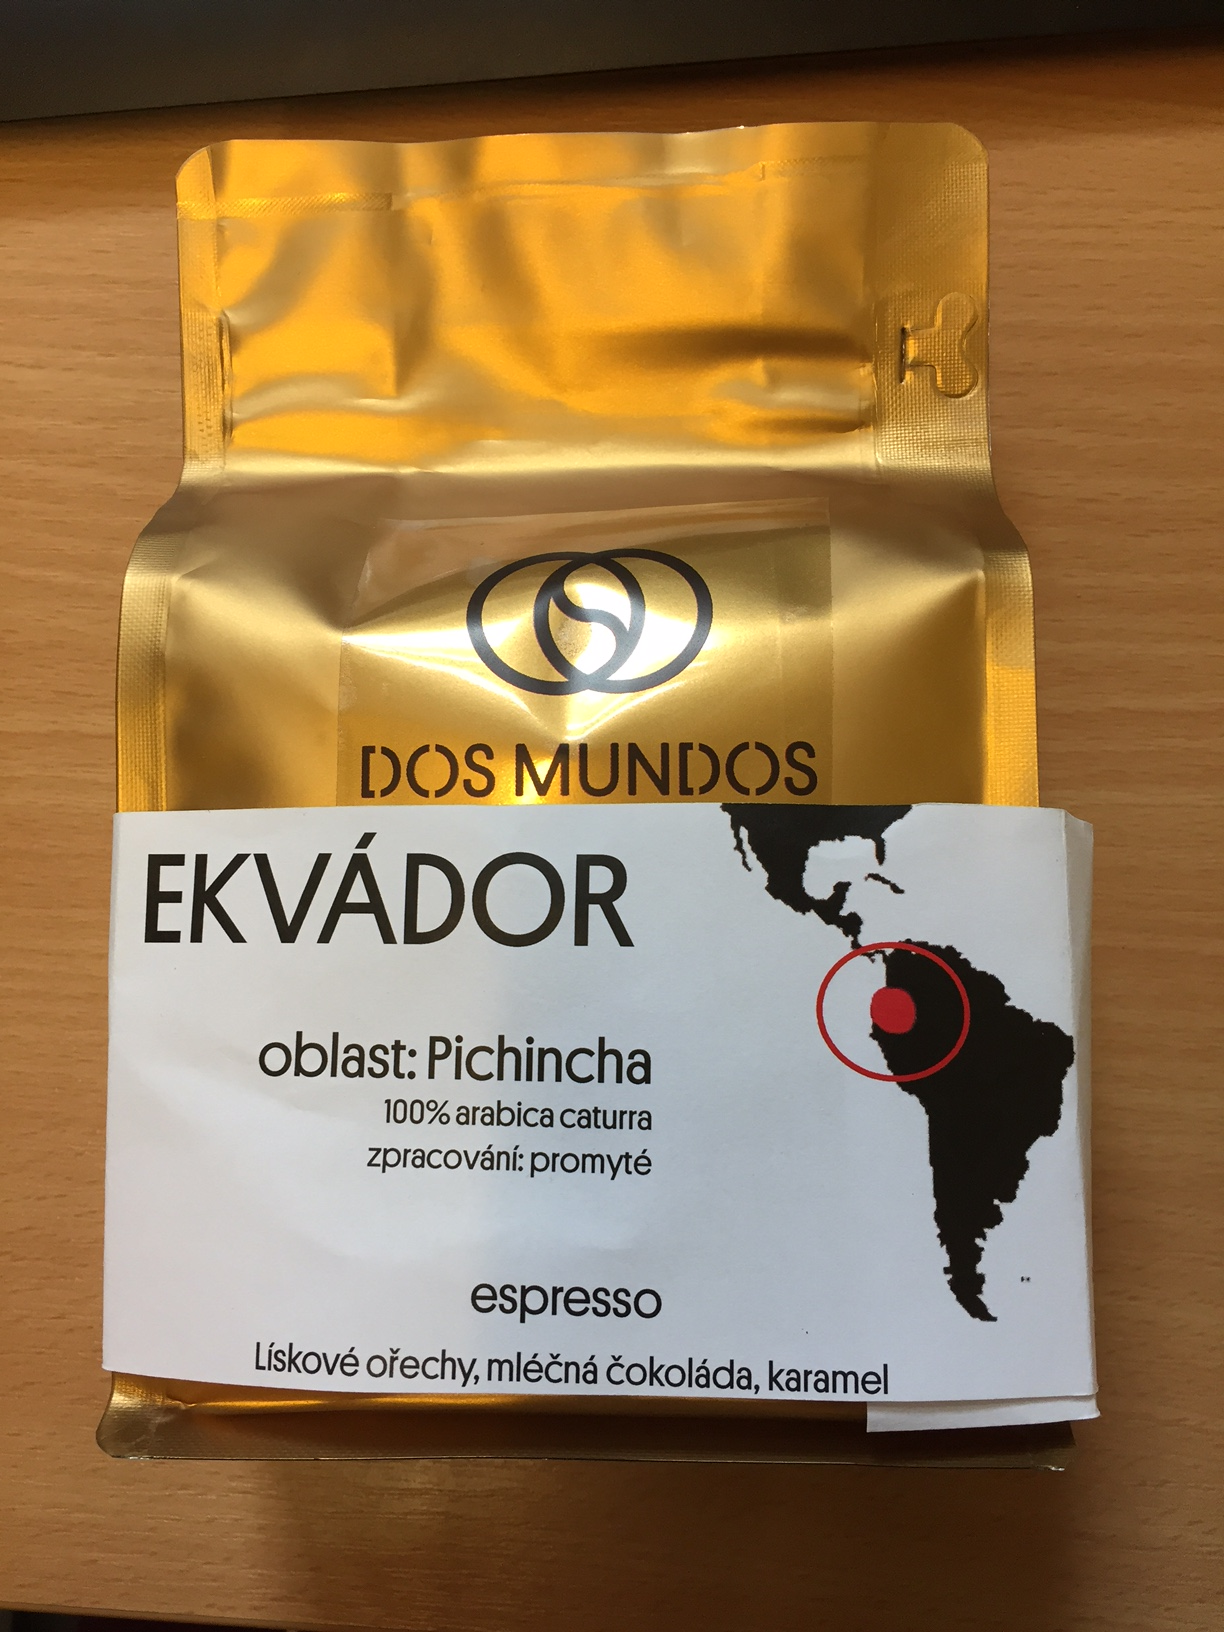 DOS MUNDOS
EKVÁDOR
oblast: Pichincha
100% arabica caturra
zpracování: promyté
espresso
Lískové ořechy, mléčná čokoláda, karamel